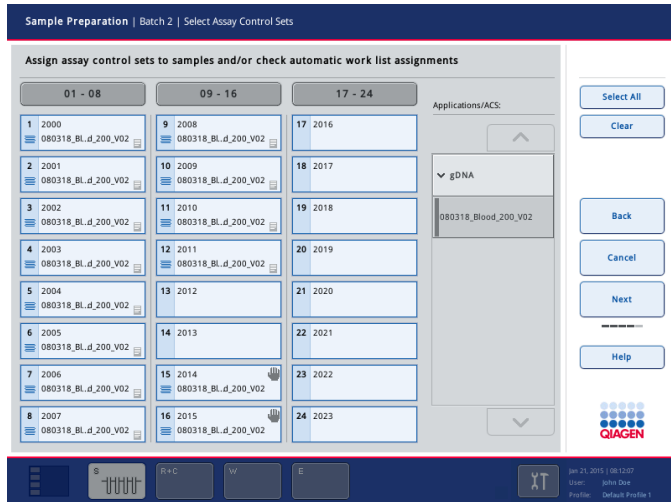 Sample Preparation | Batch 2 | Select Assay Control Sets
Assign assay control sets to samples and/or check automatic work list assignments
01 - 08
09 - 16
17 - 24
Applications/ACS:
1 2000
080318_Bl..d_200_V02
2 2001
080318_Bl..d_200_V02
3 2002
080318_Bl..d_200_V02
4 2003
080318_Bl..d_200_V02
5 2004
080318_Bl..d_200_V02
6 2005
080318_Bl..d_200_V02
7 2006
080318_Bl..d_200_V02
8 2007
080318_Bl..d_200_V02
9 2008
080318_Bl..d_200_V02
10 2009
080318_Bl..d_200_V02
11 2010
080318_Bl..d_200_V02
12 2011
080318_Bl..d_200_V02
13 2012
14 2013
15 2014
080318_Bl..d_200_V02
16 2015
080318_Bl..d_200_V02
17 2016
18 2017
19 2018
20 2019
21 2020
22 2021
23 2022
24 2023
gDNA
080318_Blood_200_V02
Select All
Clear
Back
Cancel
Next
Help
QIAGEN
S
R+C
W
E
Jan 21, 2015 | 08:12:07
User: John Doe
Profile: Default Profile 1